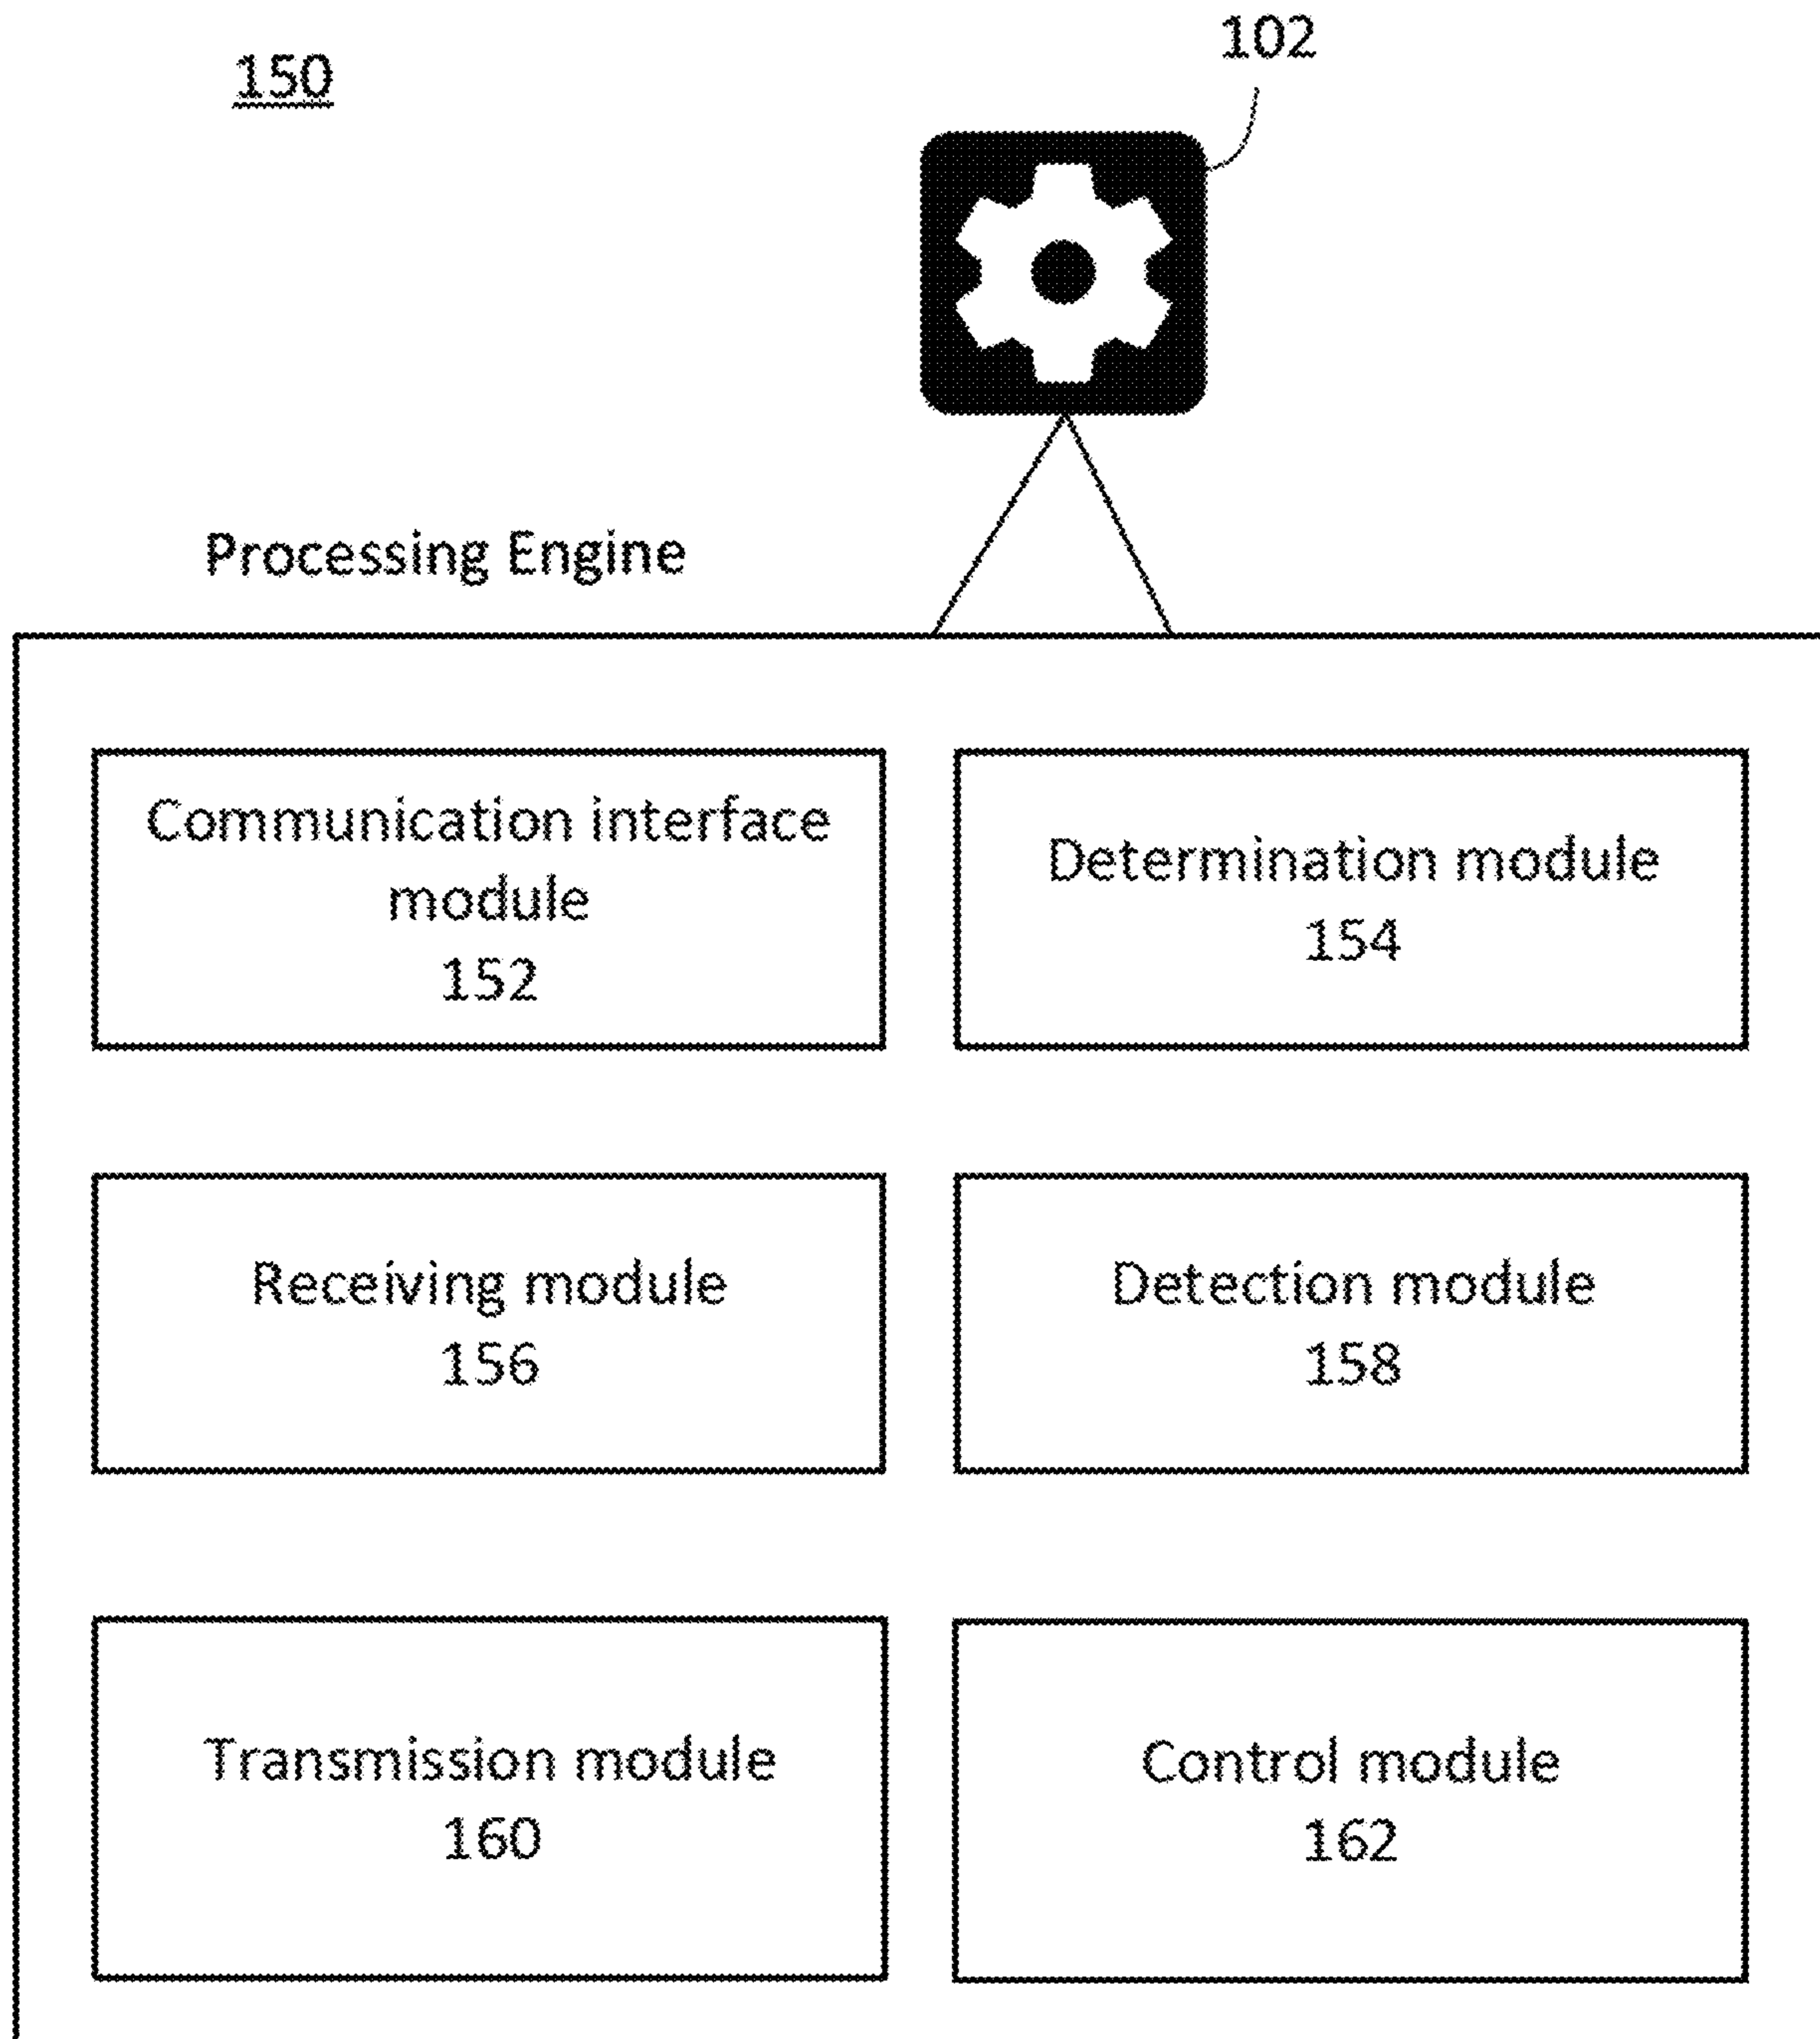 150
102
Processing Engine
Communication interface
module
152
Determination module
154
Receiving module
156
Detection module
158
Transmission module
160
Control module
162